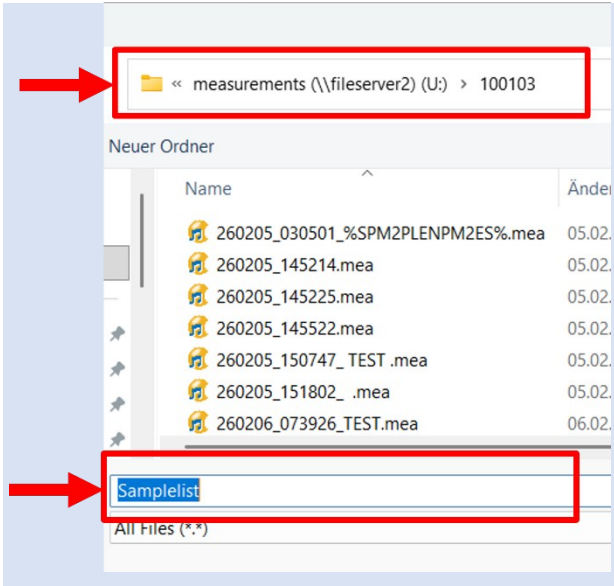 « measurements (\\fileserver2) (U:) > 100103
Neuer Ordner
Name
260205_030501_%SPM2PLENPM2ES%.mea 05.02.
260205_145214.mea 05.02.
260205_145225.mea 05.02.
260205_145522.mea 05.02.
260205_150747_ TEST .mea 05.02.
260205_151802_ .mea 05.02.
260206_073926_TEST.mea 06.02.
Samplelist
All Files (*.*)